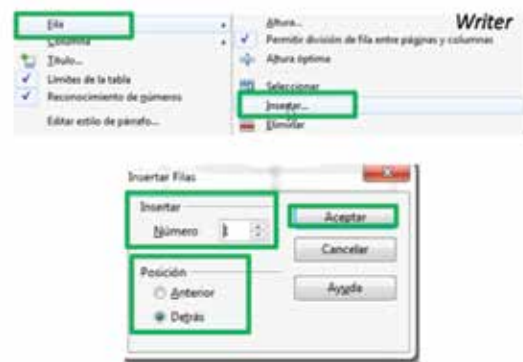 Writer
Fila
Columna
Título...
Límites de la tabla
Reconocimiento de números
Editar estilo de párrafo...
Altura...
Permitir división de fila entre páginas y columnas
Altura óptima
Seleccionar
Insertar...
Eliminar
Insertar Filas
Insertar
Número
Aceptar
Cancelar
Posición
Anterior
Detrás
Ayuda